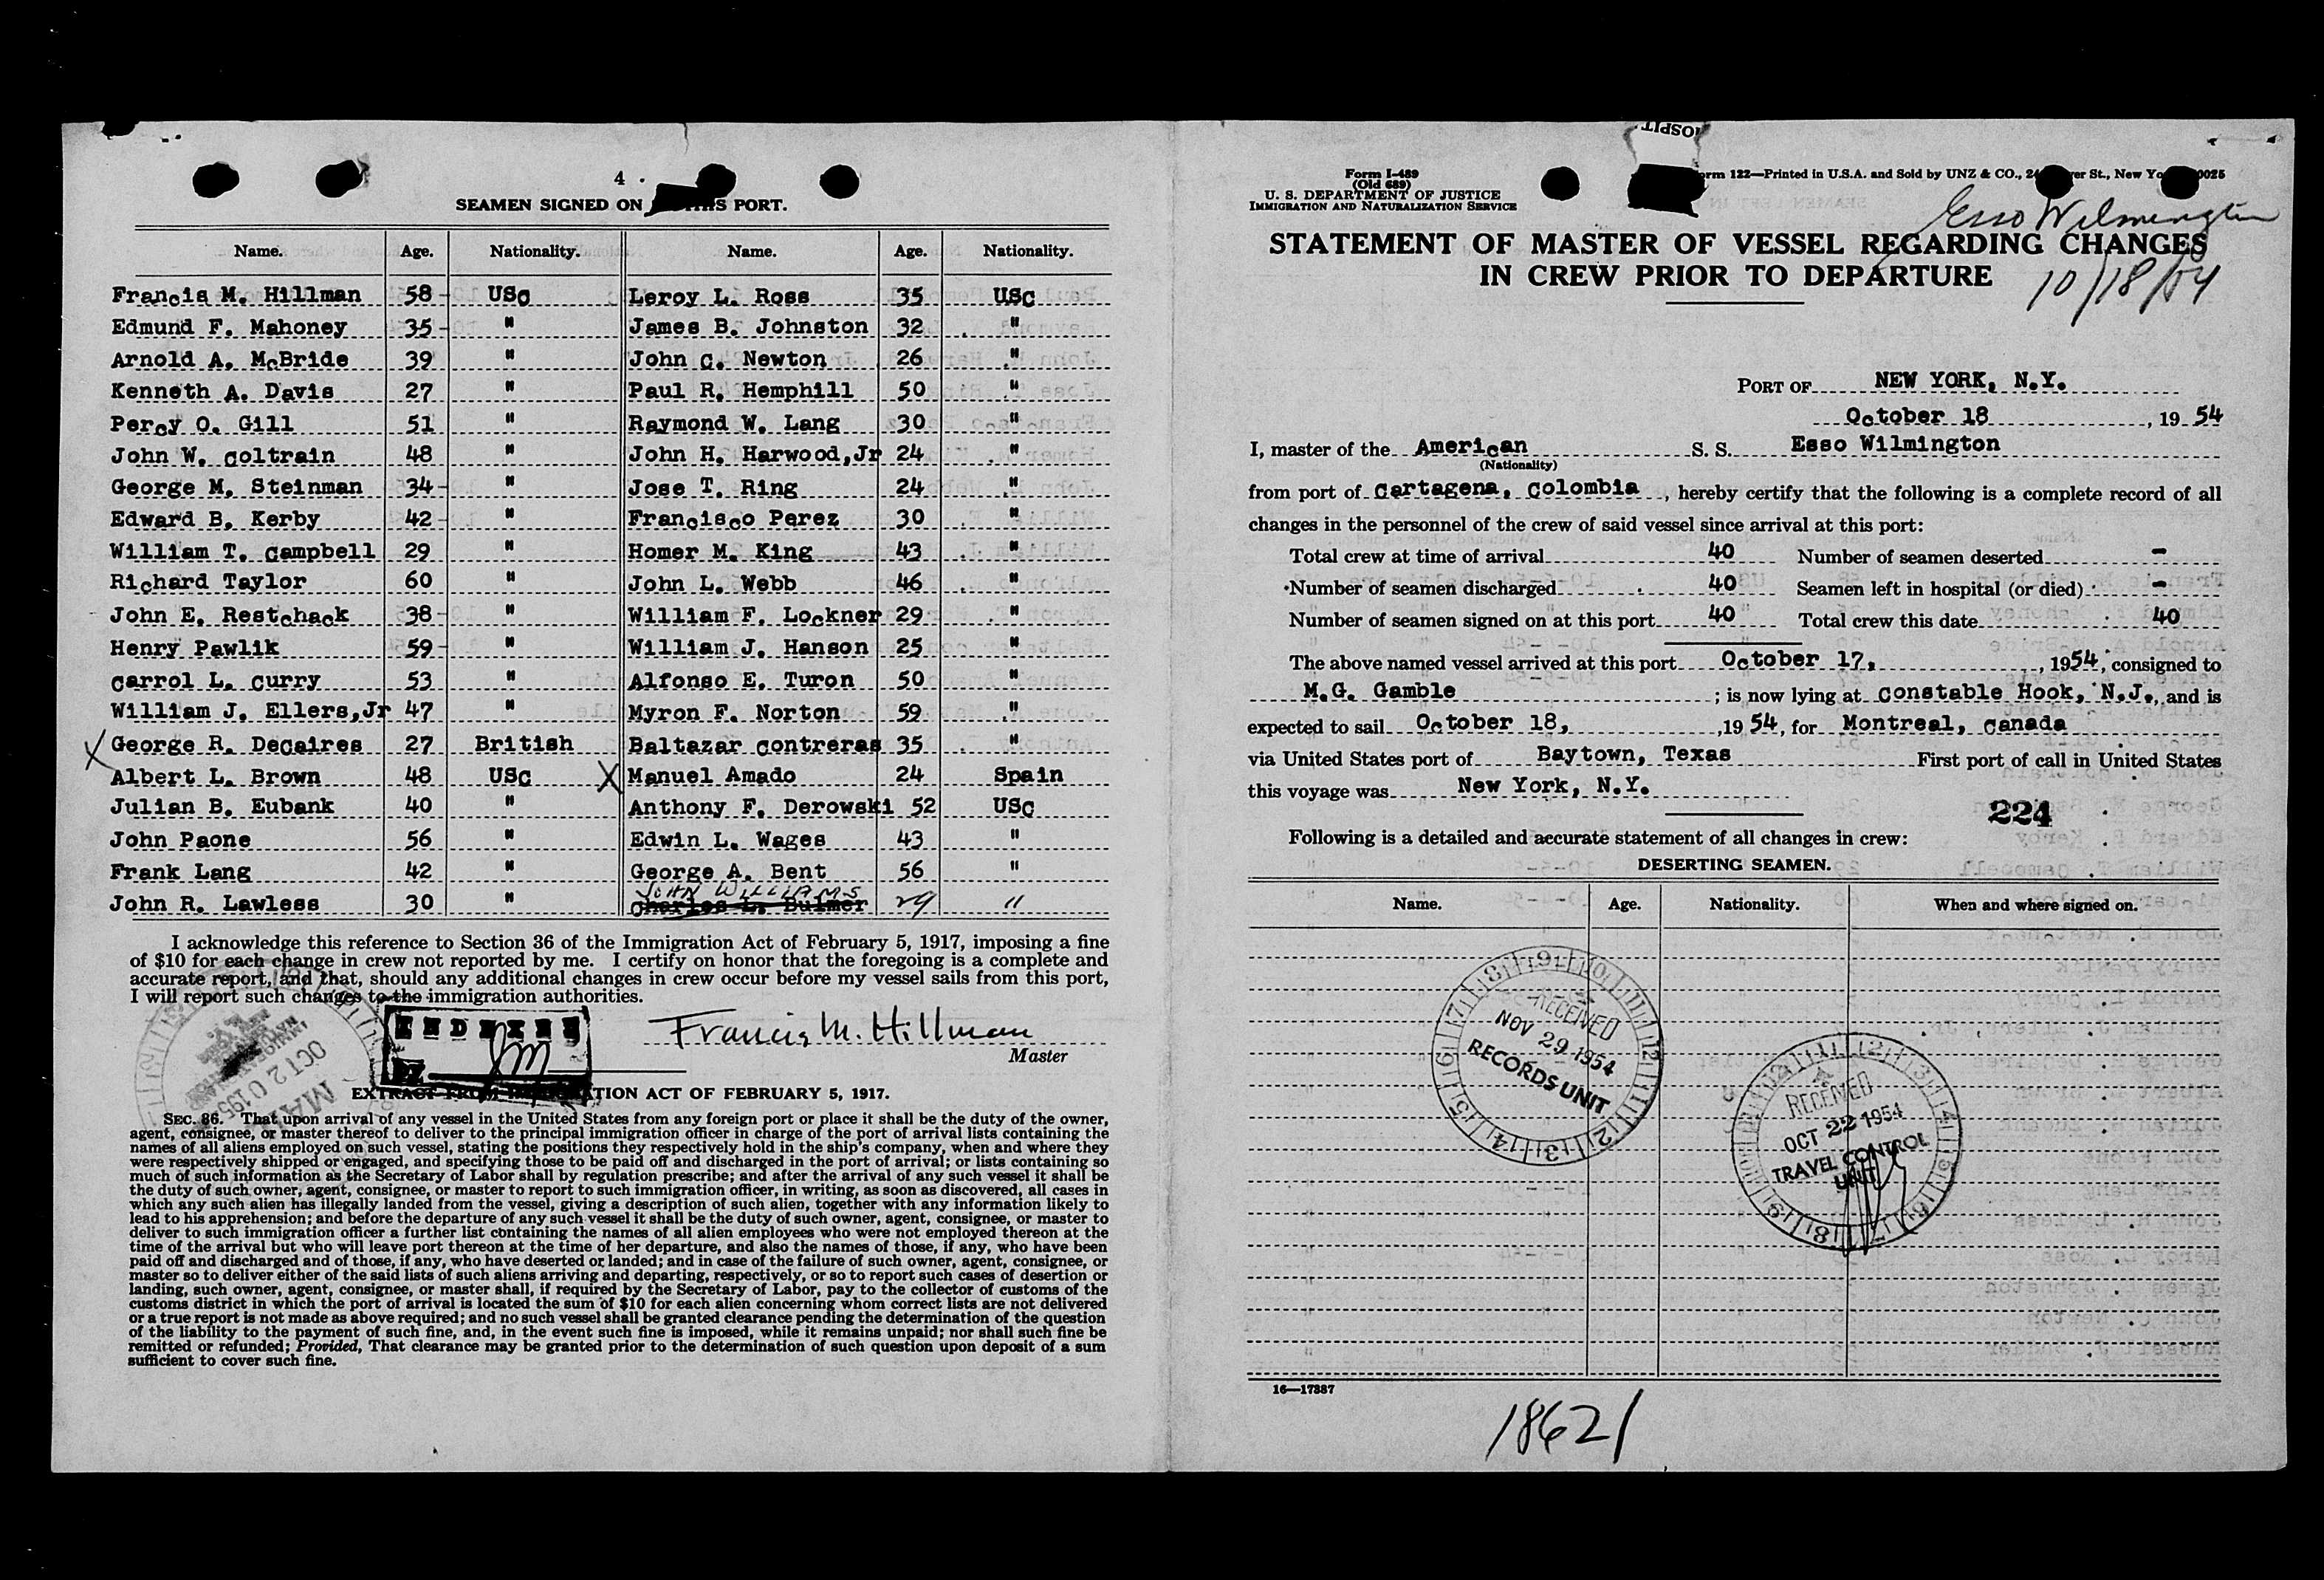 4
SEAMEN SIGNED ON THIS PORT.
Name. Age. Nationality. Name. Age. Nationality.
Francis M. Hillman 58 USC Leroy L. Ross 35 USC
Edmund F. Mahoney 35 " James B. Johnston 32 "
Arnold A. McBride 39 " John C. Newton 26 "
Kenneth A. Davis 27 " Paul R. Hemphill 50 "
Percy O. Gill 51 " Raymond W. Lang 30 "
John W. Coltrain 48 " John H. Harwood,Jr 24 "
George M. Steinman 34 " Jose T. Ring 24 "
Edward B. Kerby 42 " Francisco Perez 30 "
William T. Campbell 29 " Homer M. King 43 "
Richard Taylor 60 " John L. Webb 46 "
John E. Restchack 38 " William F. Lockner 29 "
Henry Pawlik 59 " William J. Hanson 25 "
Carrol L. Curry 53 " Alfonso E. Turon 50 "
William J. Ellers,Jr 47 " Myron F. Norton 59 "
X George R. DeCaires 27 British Baltazar Contreras 35 "
Albert L. Brown 48 USC X Manuel Amado 24 Spain
Julian B. Eubank 40 " Anthony F. Derowski 52 USC
John Paone 56 " Edwin L. Wages 43 "
Frank Lang 42 " George A. Bent 56 "
JOHN WILLIAMS
John R. Lawless 30 " Charles L. Bulmer 29 "
I acknowledge this reference to Section 36 of the Immigration Act of February 5, 1917, imposing a fine
of $10 for each change in crew not reported by me. I certify on honor that the foregoing is a complete and
accurate report, and that, should any additional changes in crew occur before my vessel sails from this port,
I will report such changes to the immigration authorities.
INDEXED
Francis M. Hillman
Master
OCT 20 195
EXTRACT FROM IMMIGRATION ACT OF FEBRUARY 5, 1917.
SEC. 36. That upon arrival of any vessel in the United States from any foreign port or place it shall be the duty of the owner,
agent, consignee, or master thereof to deliver to the principal immigration officer in charge of the port of arrival lists containing the
names of all aliens employed on such vessel, stating the positions they respectively hold in the ship's company, when and where they
were respectively shipped or engaged, and specifying those to be paid off and discharged in the port of arrival; or lists containing so
much of such information as the Secretary of Labor shall by regulation prescribe; and after the arrival of any such vessel it shall be
the duty of such owner, agent, consignee, or master to report to such immigration officer, in writing, as soon as discovered, all cases in
which any such alien has illegally landed from the vessel, giving a description of such alien, together with any information likely to
lead to his apprehension; and before the departure of any such vessel it shall be the duty of such owner, agent, consignee, or master to
deliver to such immigration officer a further list containing the names of all alien employees who were not employed thereon at the
time of the arrival but who will leave port thereon at the time of her departure, and also the names of those, if any, who have been
paid off and discharged and of those, if any, who have deserted or landed; and in case of the failure of such owner, agent, consignee, or
master so to deliver either of the said lists of such aliens arriving and departing, respectively, or so to report such cases of desertion or
landing, such owner, agent, consignee, or master shall, if required by the Secretary of Labor, pay to the collector of customs of the
customs district in which the port of arrival is located the sum of $10 for each alien concerning whom correct lists are not delivered
or a true report is not made as above required; and no such vessel shall be granted clearance pending the determination of the question
of the liability to the payment of such fine, and, in the event such fine is imposed, while it remains unpaid; nor shall such fine be
remitted or refunded; Provided, That clearance may be granted prior to the determination of such question upon deposit of a sum
sufficient to cover such fine.
Form I-489
(Old 689)
U. S. DEPARTMENT OF JUSTICE
IMMIGRATION AND NATURALIZATION SERVICE
orm 122—Printed in U.S.A. and Sold by UNZ & CO., 24 er St., New Yo 0025
Esso Wilmington
STATEMENT OF MASTER OF VESSEL REGARDING CHANGES
IN CREW PRIOR TO DEPARTURE
10/18/54
PORT OF NEW YORK, N.Y.
October 18, 1954
I, master of the American S. S. Esso Wilmington
(Nationality)
from port of Cartagena, Colombia, hereby certify that the following is a complete record of all
changes in the personnel of the crew of said vessel since arrival at this port:
Total crew at time of arrival 40 Number of seamen deserted -
Number of seamen discharged 40 Seamen left in hospital (or died) -
Number of seamen signed on at this port 40 Total crew this date 40
The above named vessel arrived at this port October 17, , 1954, consigned to
M.G. Gamble ; is now lying at Constable Hook, N.J., and is
expected to sail October 18, , 1954, for Montreal, Canada
via United States port of Baytown, Texas First port of call in United States
this voyage was New York, N.Y.
224
Following is a detailed and accurate statement of all changes in crew:
DESERTING SEAMEN.
Name. Age. Nationality. When and where signed on.
RECEIVED
NOV 29 1954
RECORDS UNIT
RECEIVED
OCT 22 1954
TRAVEL CONTROL
UNIT
16—17387
18621